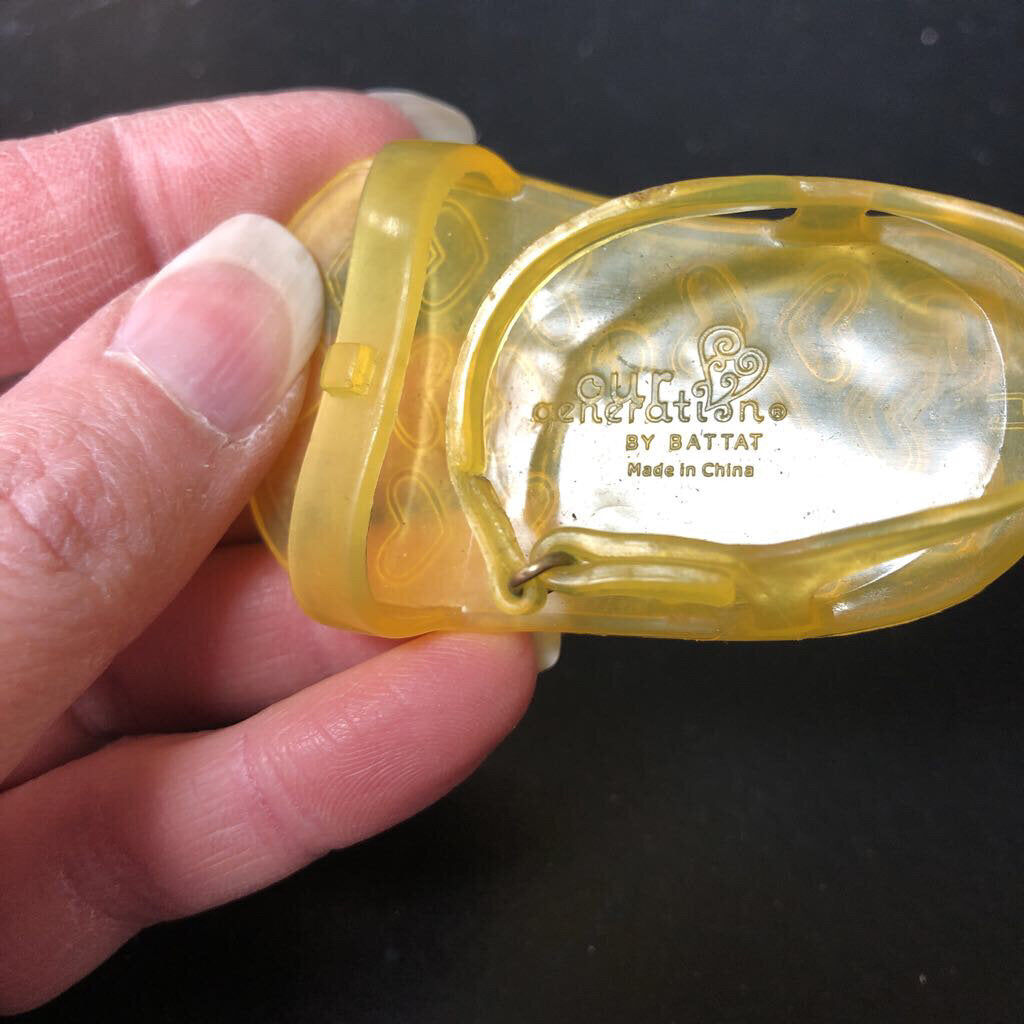 our
generation®
BY BATTAT
Made in China